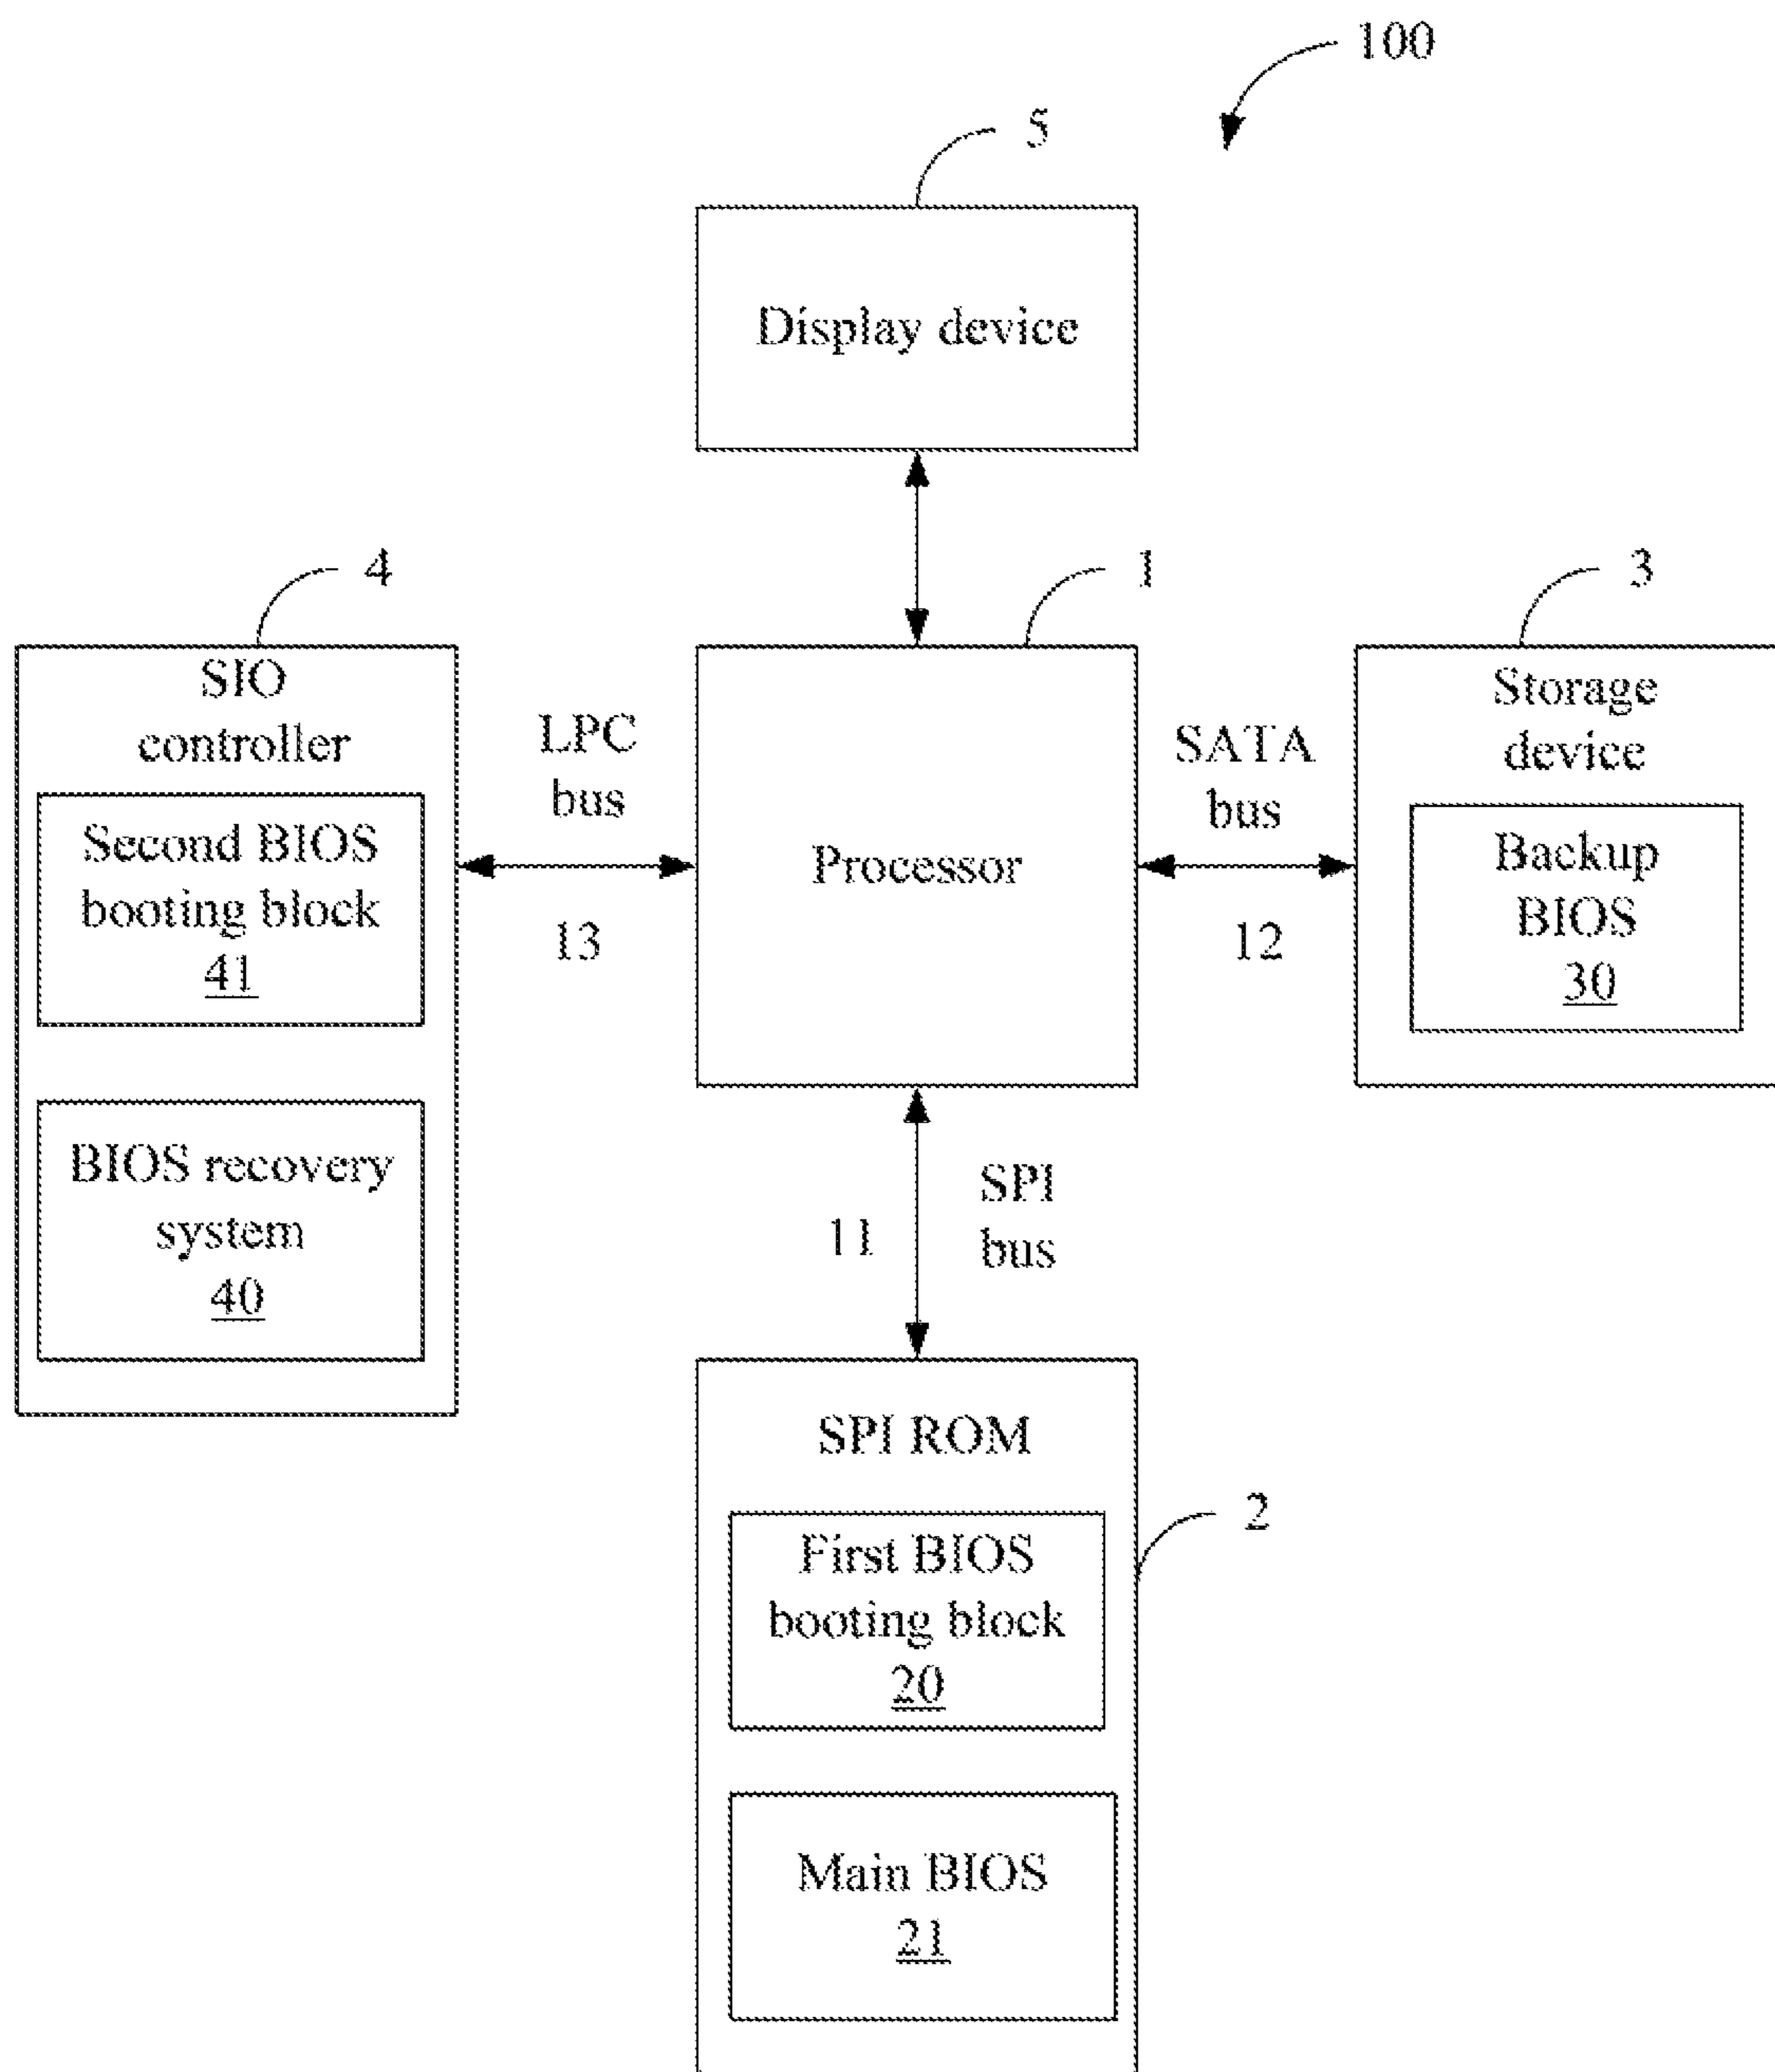 100
5
Display device
4
1
3
SIO
controller
Second BIOS
booting block
41
BIOS recovery
system
40
LPC
bus
13
Processor
SATA
bus
12
Storage
device
Backup
BIOS
30
11
SPI
bus
SPI ROM
2
First BIOS
booting block
20
Main BIOS
21